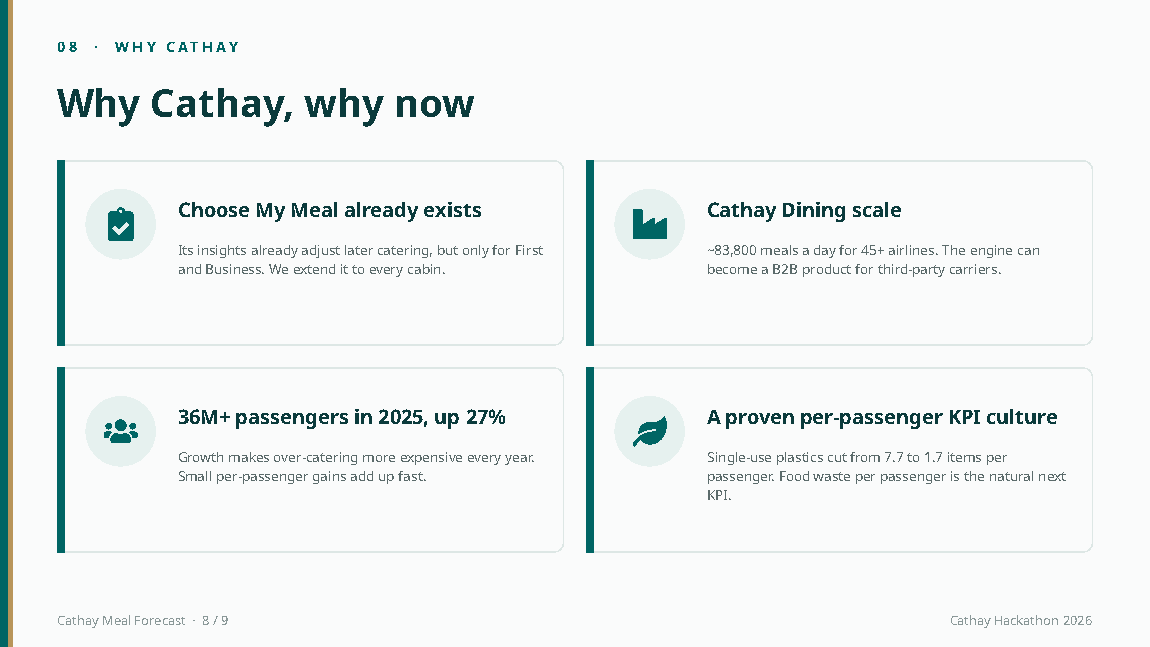 08 · WHY CATHAY
Why Cathay, why now
Choose My Meal already exists
Its insights already adjust later catering, but only for First
and Business. We extend it to every cabin.
Cathay Dining scale
~83,800 meals a day for 45+ airlines. The engine can
become a B2B product for third-party carriers.
36M+ passengers in 2025, up 27%
Growth makes over-catering more expensive every year.
Small per-passenger gains add up fast.
A proven per-passenger KPI culture
Single-use plastics cut from 7.7 to 1.7 items per
passenger. Food waste per passenger is the natural next
KPI.
Cathay Meal Forecast · 8 / 9
Cathay Hackathon 2026